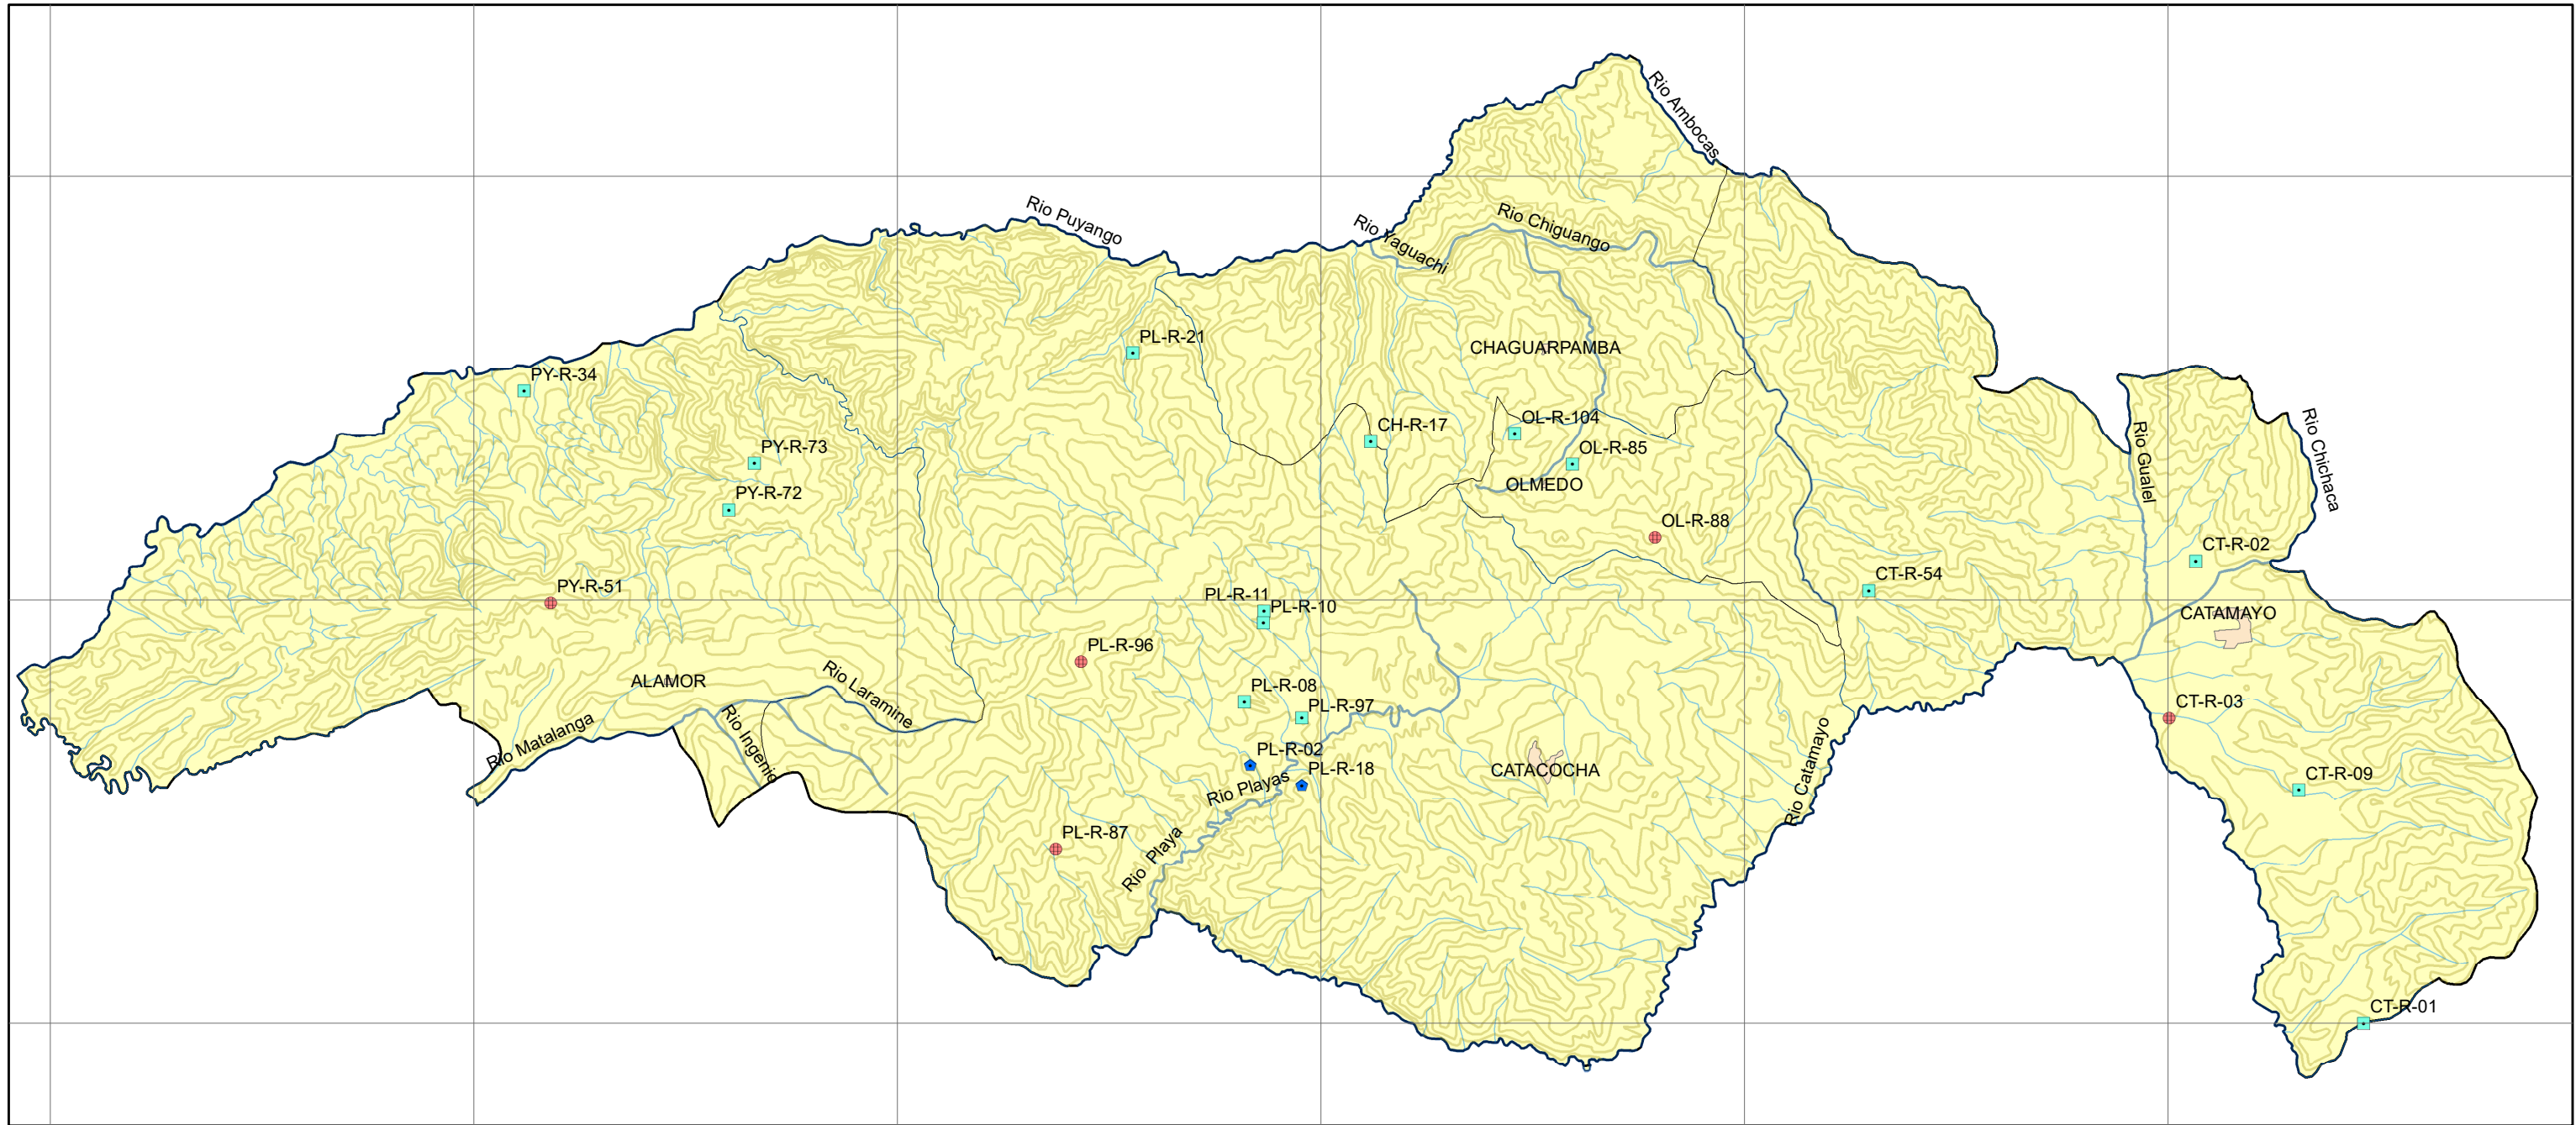 Rio Ambocas
Rio Puyango
Rio Yaguachi
Rio Chiguango
PL-R-21
CHAGUARPAMBA
PY-R-34
CH-R-17
OL-R-104
Rio Gualel
Rio Chichaca
PY-R-73
OL-R-85
PY-R-72
OLMEDO
OL-R-88
CT-R-02
CT-R-54
PY-R-51
PL-R-11
PL-R-10
CATAMAYO
PL-R-96
ALAMOR
Rio Laramine
PL-R-08
PL-R-97
CT-R-03
Rio Matalanga
Rio Ingenio
PL-R-02
PL-R-18
CATACOCHA
Rio Catamayo
CT-R-09
Rio Playas
PL-R-87
Rio Playa
CT-R-01